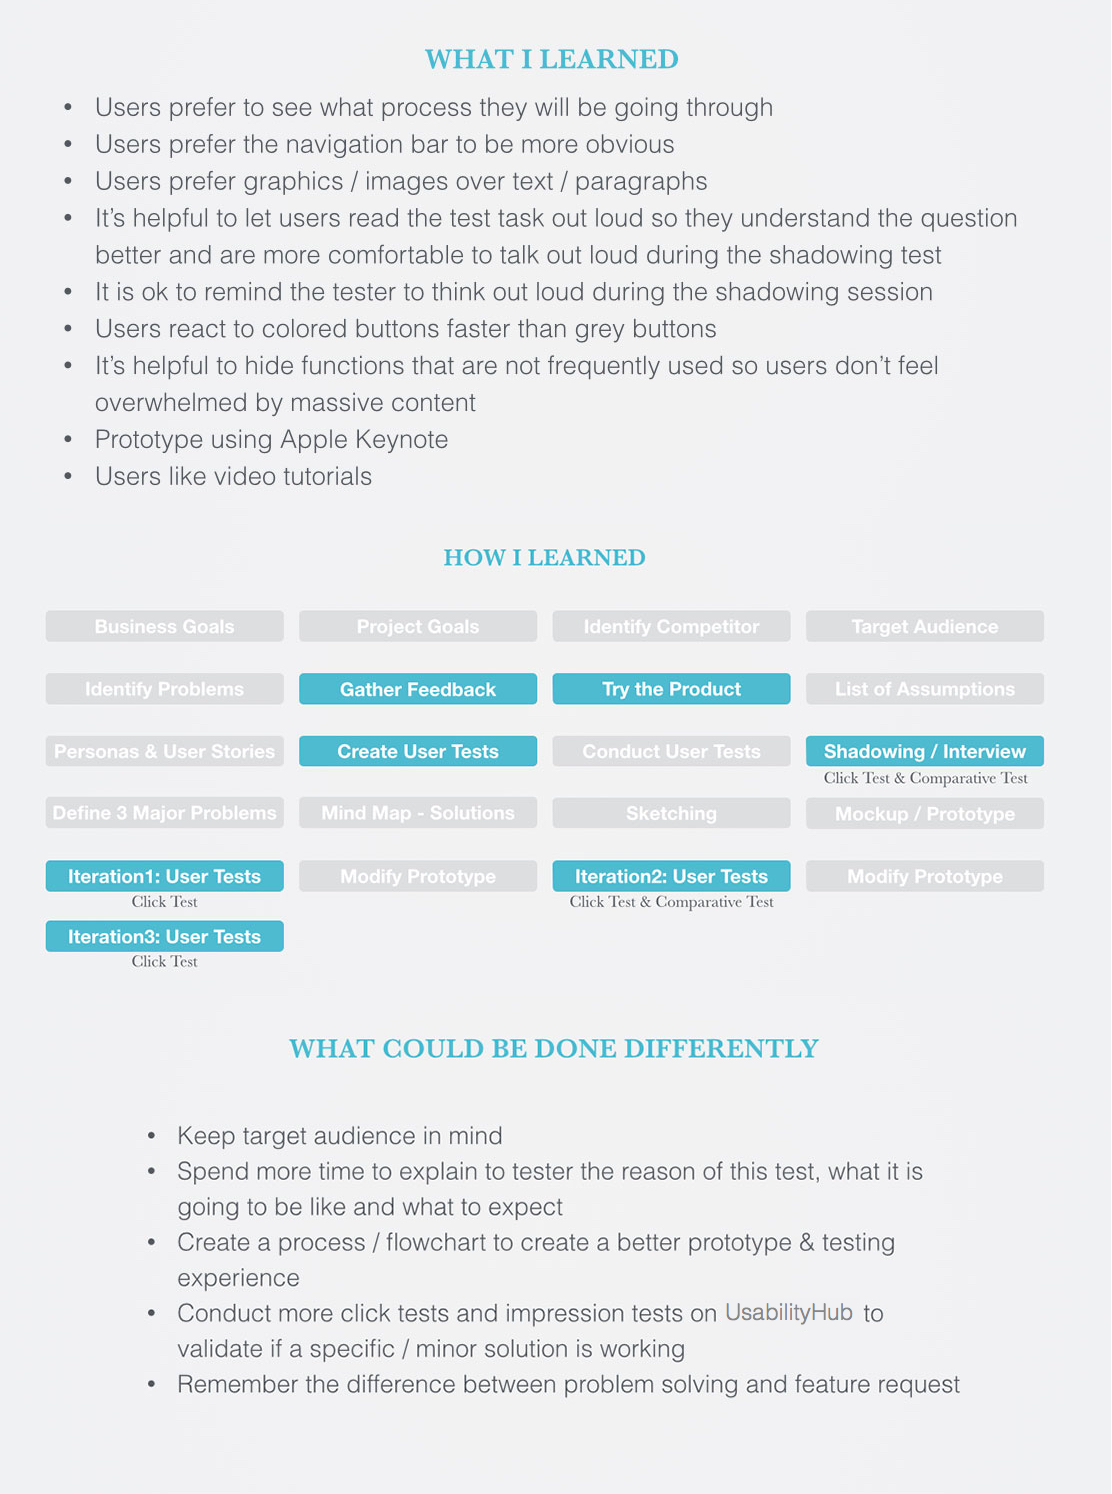 WHAT I LEARNED
• Users prefer to see what process they will be going through
• Users prefer the navigation bar to be more obvious
• Users prefer graphics / images over text / paragraphs
• It’s helpful to let users read the test task out loud so they understand the question
better and are more comfortable to talk out loud during the shadowing test
• It is ok to remind the tester to think out loud during the shadowing session
• Users react to colored buttons faster than grey buttons
• It’s helpful to hide functions that are not frequently used so users don’t feel
overwhelmed by massive content
• Prototype using Apple Keynote
• Users like video tutorials
HOW I LEARNED
Business Goals Project Goals Identify Competitor Target Audience
Identify Problems Gather Feedback Try the Product List of Assumptions
Personas & User Stories Create User Tests Conduct User Tests Shadowing / Interview
Click Test & Comparative Test
Define 3 Major Problems Mind Map - Solutions Sketching Mockup / Prototype
Iteration1: User Tests Modify Prototype Iteration2: User Tests Modify Prototype
Click Test Click Test & Comparative Test
Iteration3: User Tests
Click Test
WHAT COULD BE DONE DIFFERENTLY
• Keep target audience in mind
• Spend more time to explain to tester the reason of this test, what it is
going to be like and what to expect
• Create a process / flowchart to create a better prototype & testing
experience
• Conduct more click tests and impression tests on UsabilityHub to
validate if a specific / minor solution is working
• Remember the difference between problem solving and feature request